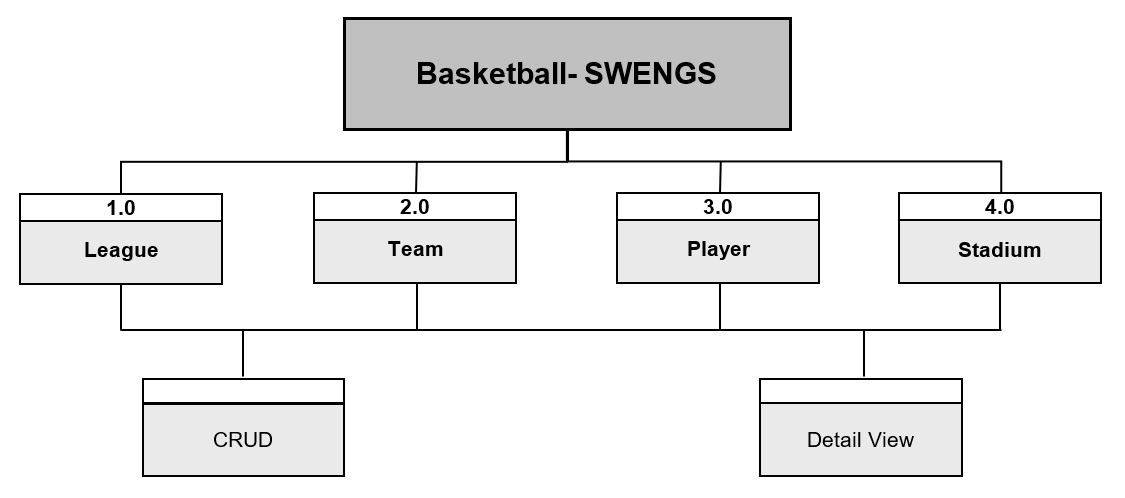 Basketball- SWENGS
1.0
2.0
3.0
4.0
League
Team
Player
Stadium
CRUD
Detail View